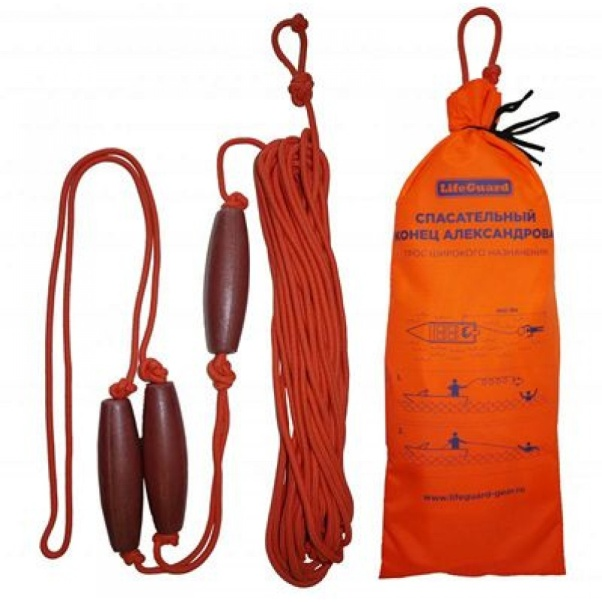 LifeGuard
СПАСАТЕЛЬНЫЙ
КОНЕЦ АЛЕКСАНДРОВА
ТРОС ШИРОКОГО НАЗНАЧЕНИЯ
1.
2.
www.lifeguard-gear.ru